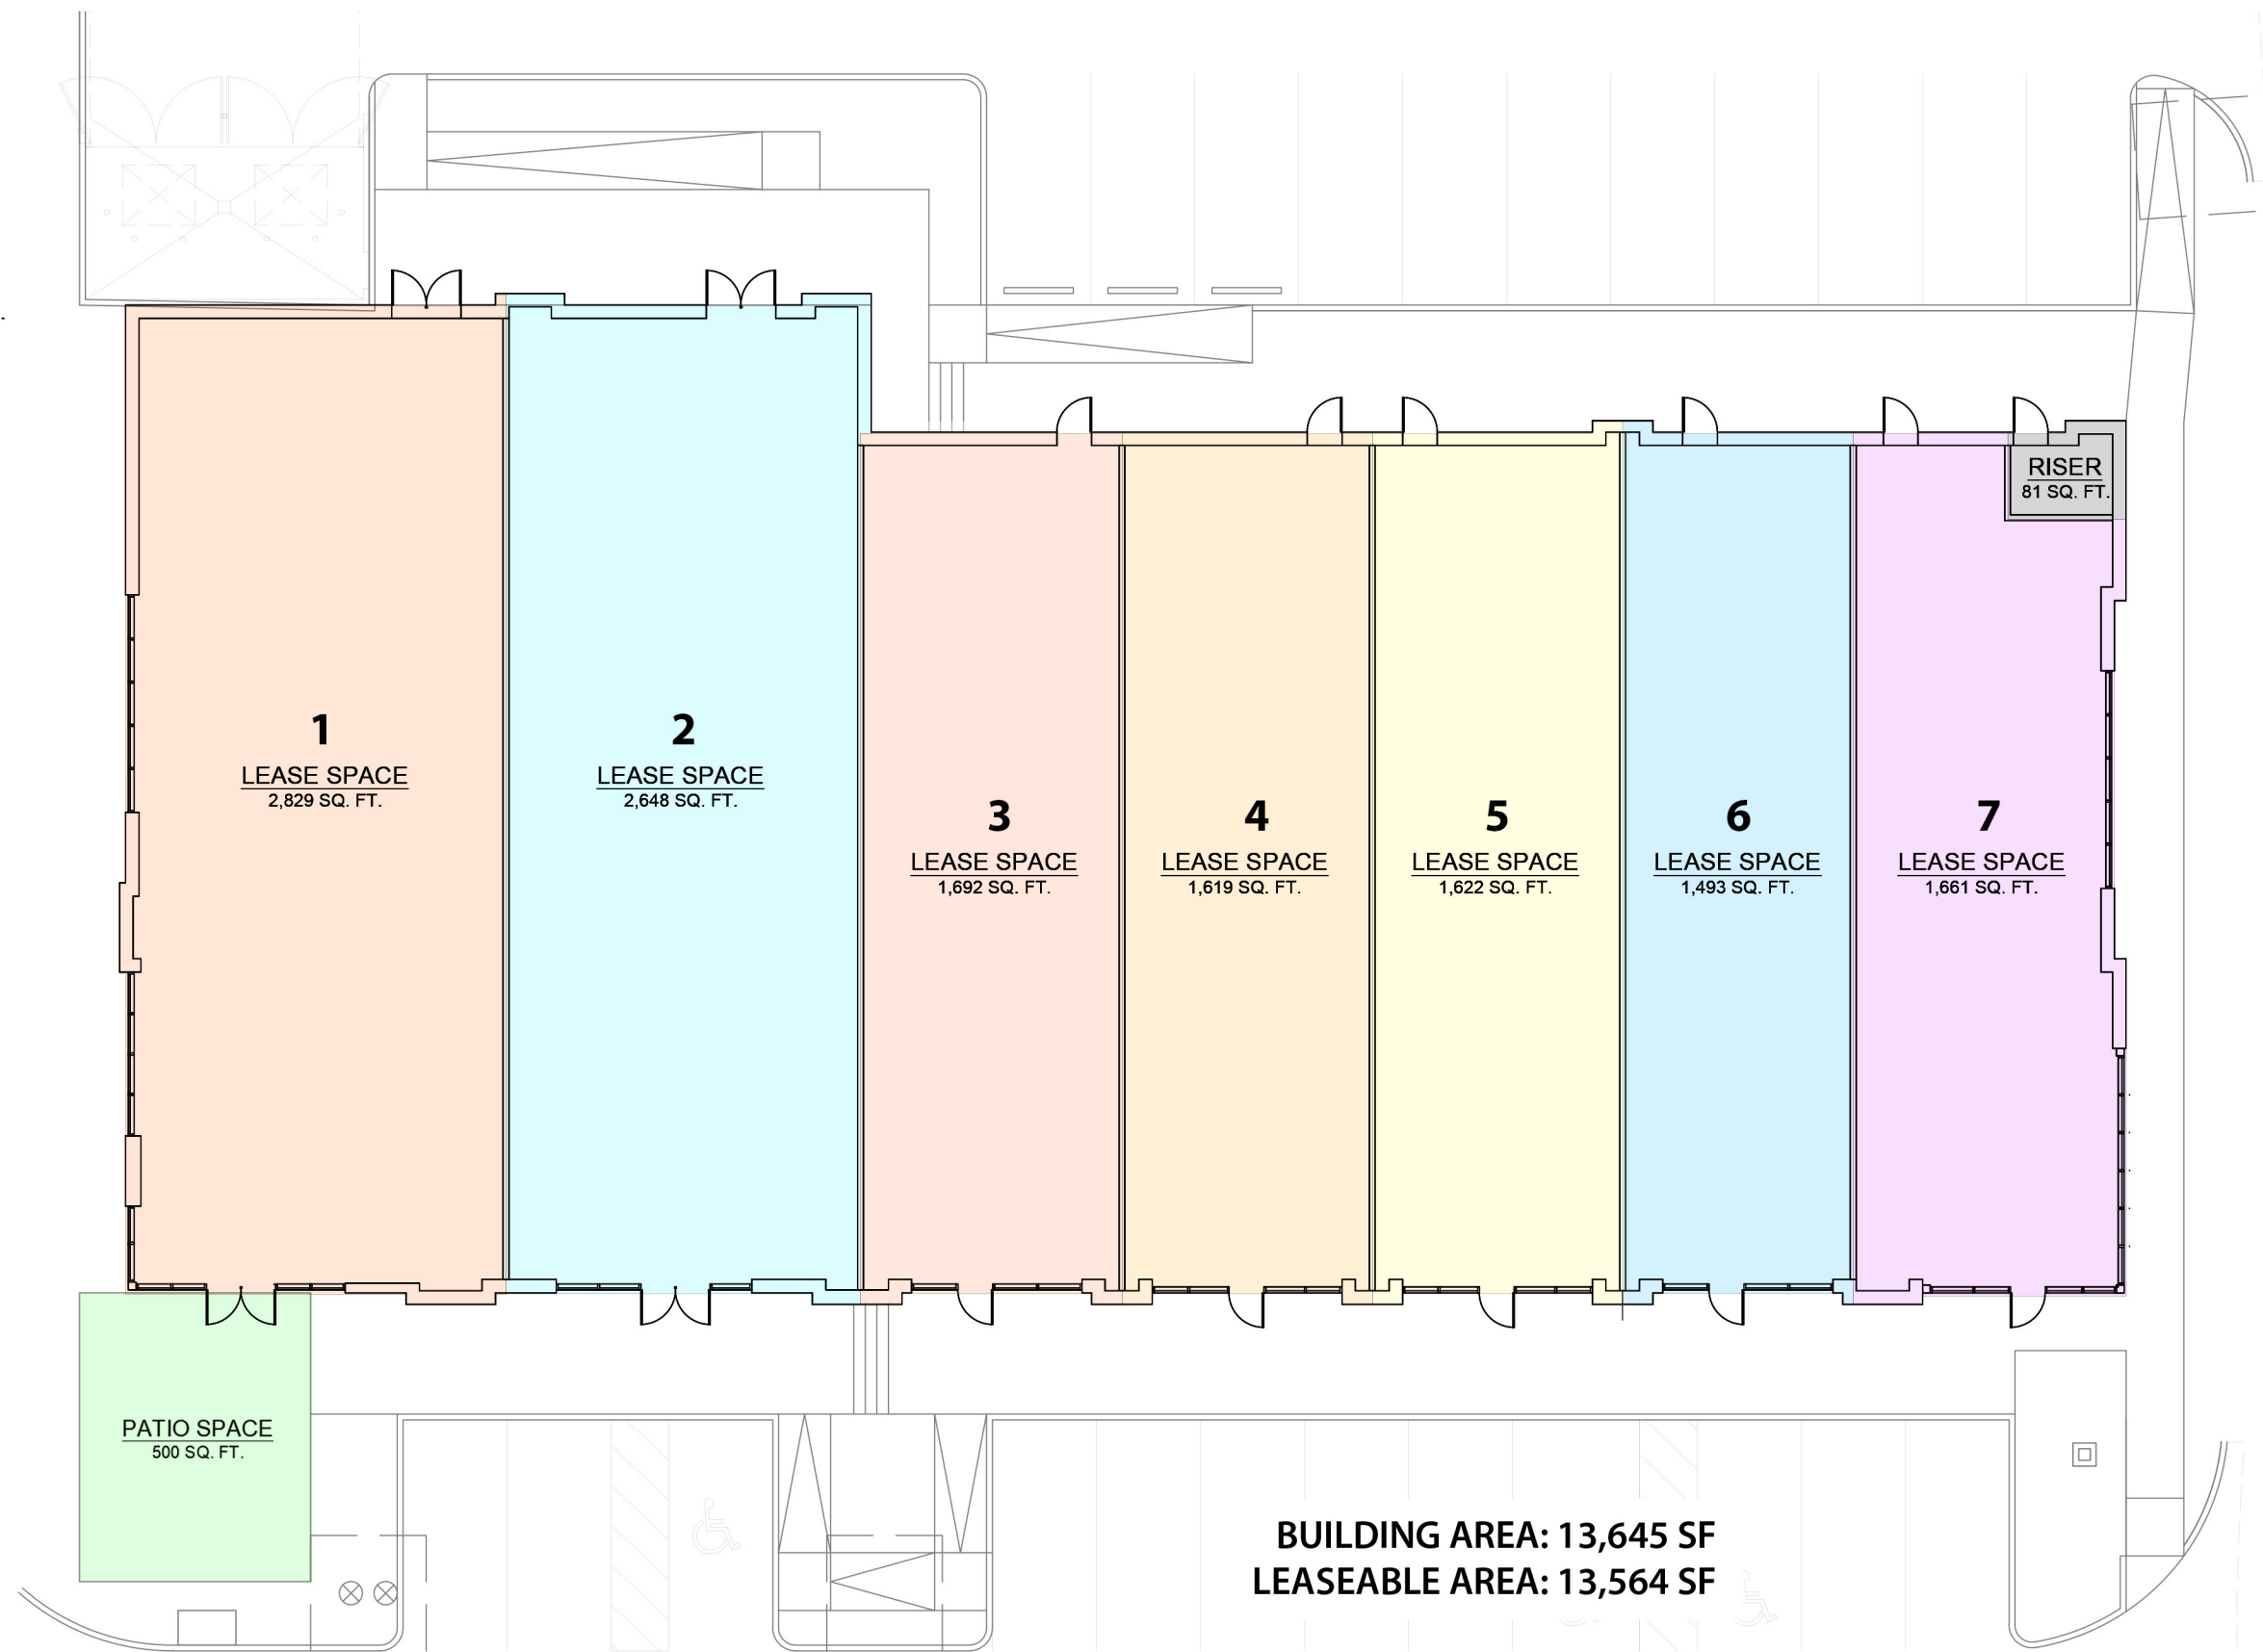 RISER
81 SQ. FT.
1
LEASE SPACE
2,829 SQ. FT.
2
LEASE SPACE
2,648 SQ. FT.
3
LEASE SPACE
1,692 SQ. FT.
4
LEASE SPACE
1,619 SQ. FT.
5
LEASE SPACE
1,622 SQ. FT.
6
LEASE SPACE
1,493 SQ. FT.
7
LEASE SPACE
1,661 SQ. FT.
PATIO SPACE
500 SQ. FT.
BUILDING AREA: 13,645 SF
LEASEABLE AREA: 13,564 SF